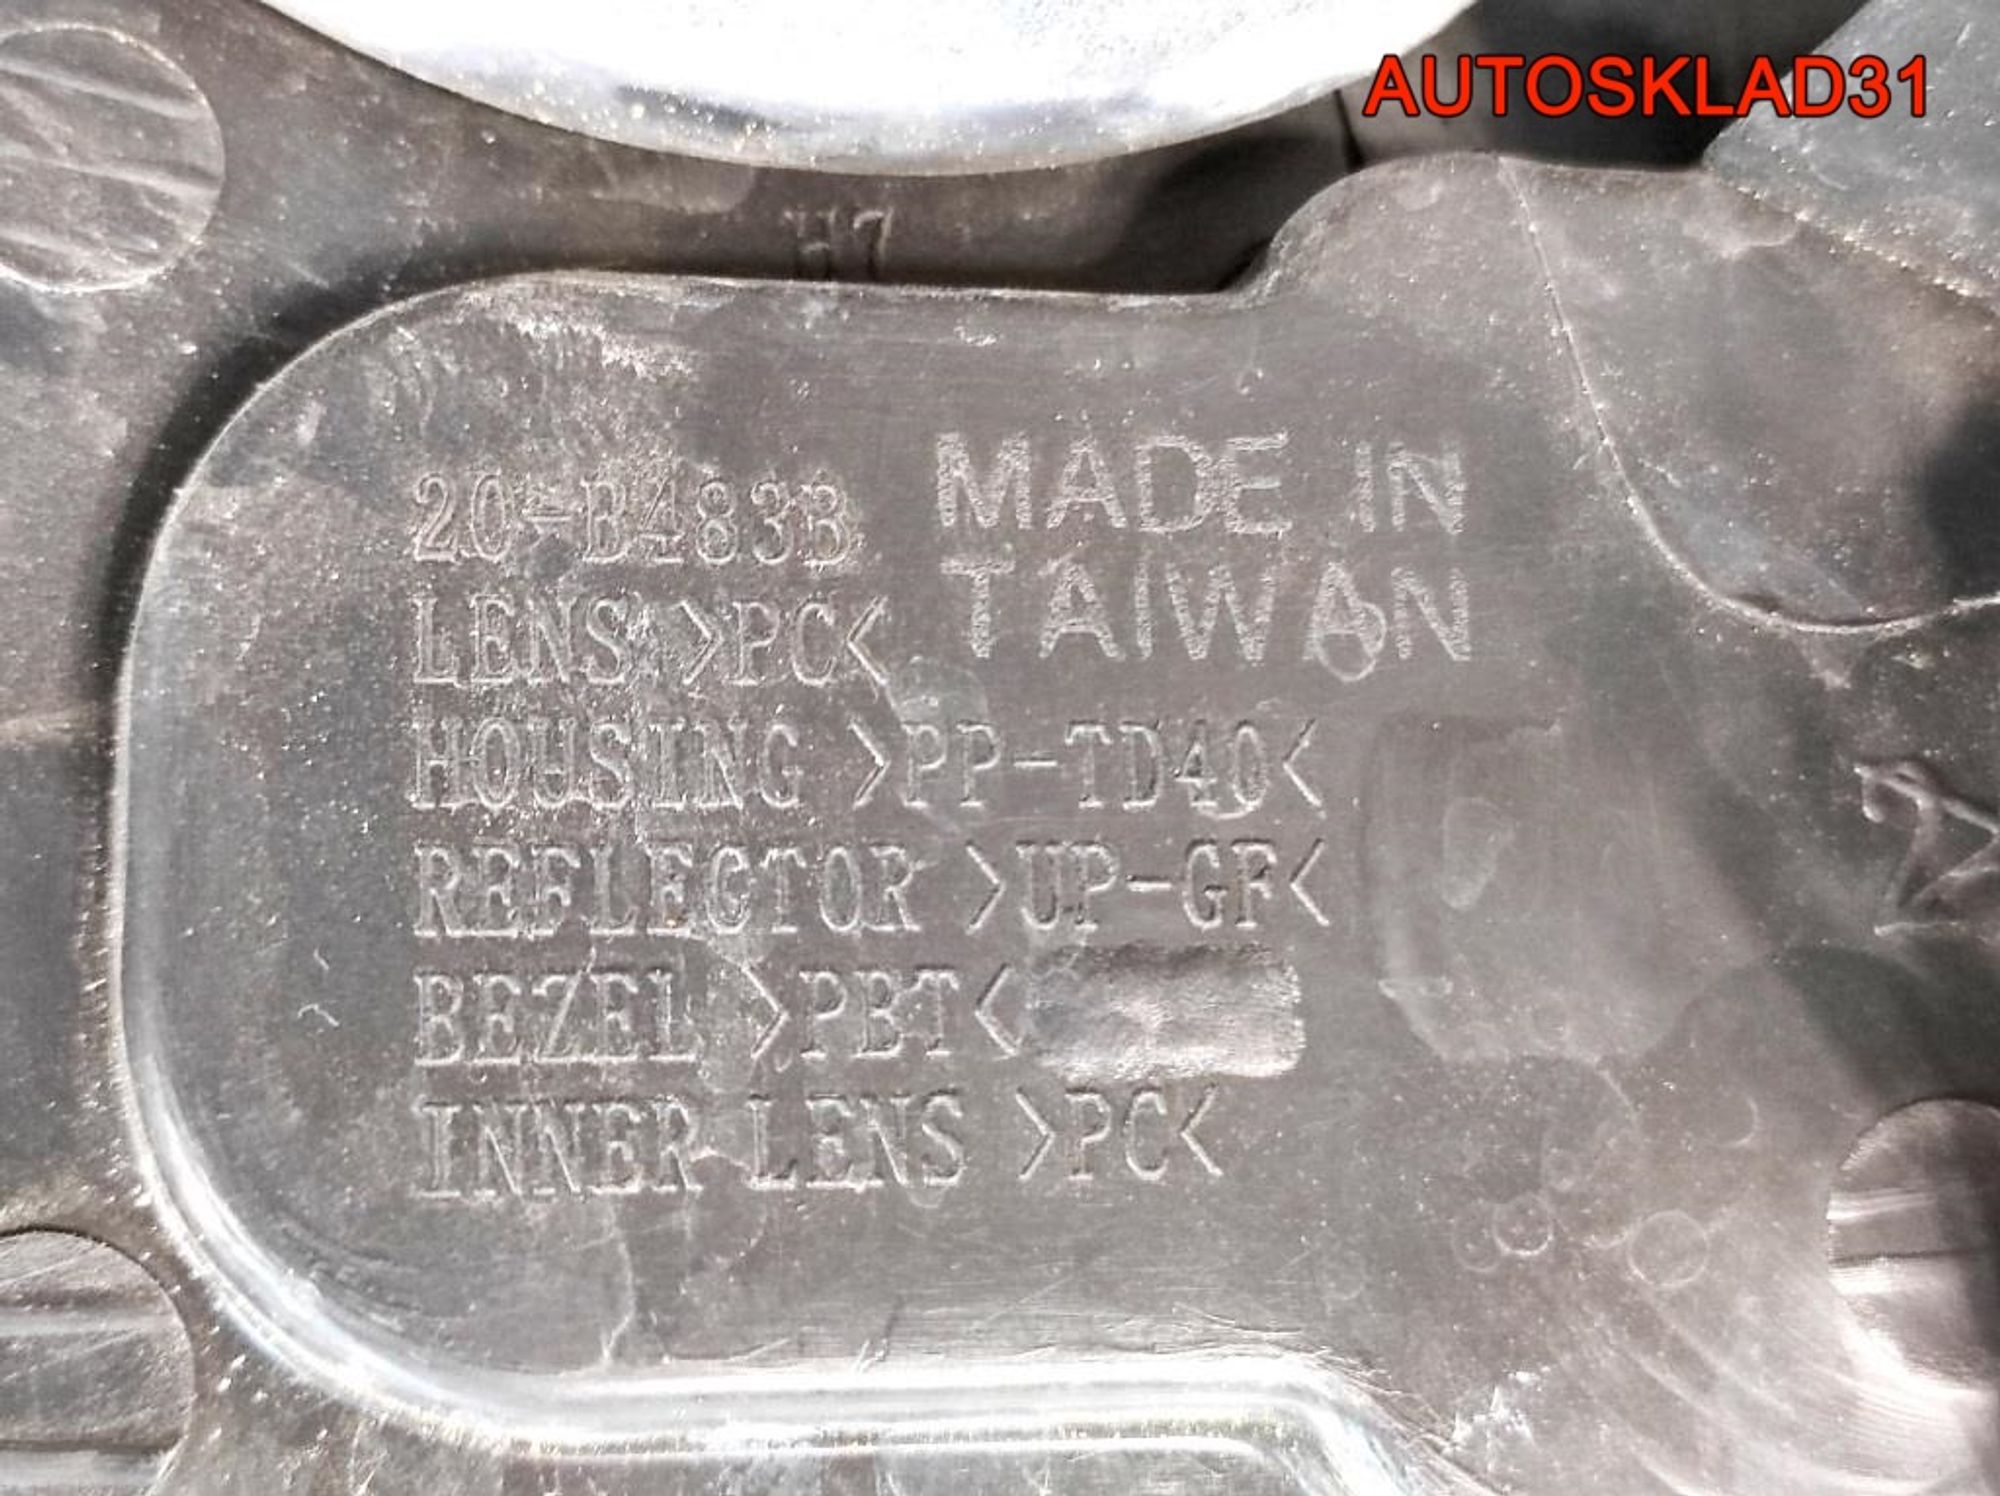 AUTOSKLAD31
H7
20-B483B
MADE IN
TAIWAN
LENS >PC<
HOUSING >PP-TD40<
REFLECTOR >UP-GF<
BEZEL >PBT<
INNER LENS >PC<